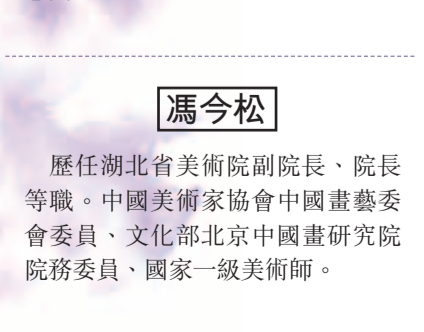 馮今松
歷任湖北省美術院副院長、院長
等職。中國美術家協會中國畫藝委
會委員、文化部北京中國畫研究院
院務委員、國家一級美術師。